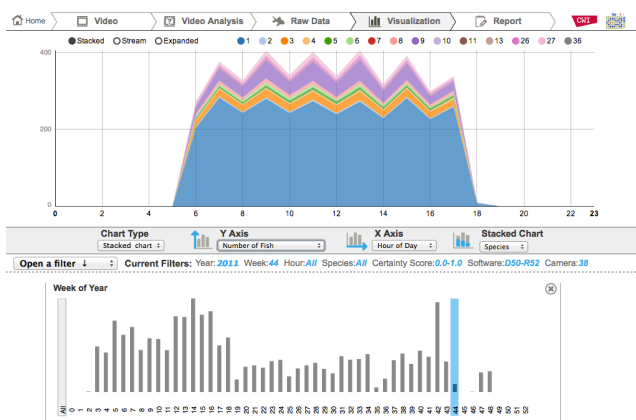 Home Video Video Analysis Raw Data Visualization Report CWI
Stacked Stream Expanded 1 2 3 4 5 6 7 8 9 10 11 13 26 27 36
400
200
0
0 2 4 6 8 10 12 14 16 18 20 22 23
Chart Type Y Axis X Axis Stacked Chart
Stacked chart Number of Fish Hour of Day Species
Open a filter ↓ Current Filters: Year:2011 Week:44 Hour:All Species:All Certainty Score:0.0-1.0 Software:D50-R52 Camera:38
Week of Year
All 0 1 2 3 4 5 6 7 8 9 10 11 12 13 14 15 16 17 18 19 20 21 22 23 24 25 26 27 28 29 30 31 32 33 34 35 36 37 38 39 40 41 42 43 44 45 46 47 48 49 50 51 52